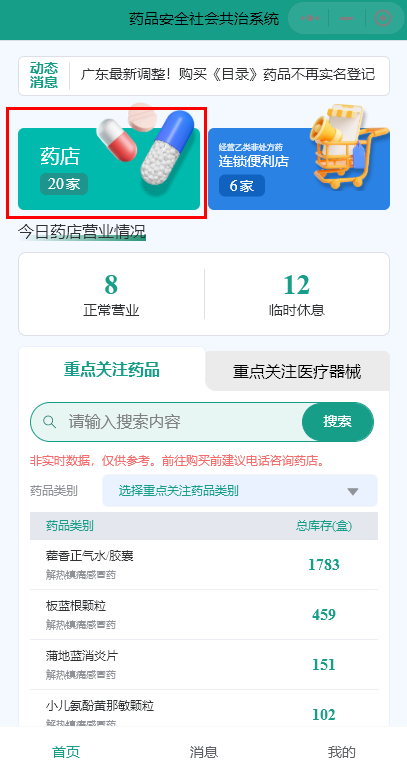 药品安全社会共治系统
动态
消息
广东最新调整！购买《目录》药品不再实名登记
药店
20家
经营乙类非处方药
连锁便利店
6家
今日药店营业情况
8
正常营业
12
临时休息
重点关注药品
重点关注医疗器械
请输入搜索内容
搜索
非实时数据，仅供参考。前往购买前建议电话咨询药店。
药品类别
选择重点关注药品类别
药品类别
总库存(盒)
藿香正气水/胶囊
解热镇痛感冒药
1783
板蓝根颗粒
解热镇痛感冒药
459
蒲地蓝消炎片
解热镇痛感冒药
151
小儿氨酚黄那敏颗粒
解热镇痛感冒药
102
首页
消息
我的